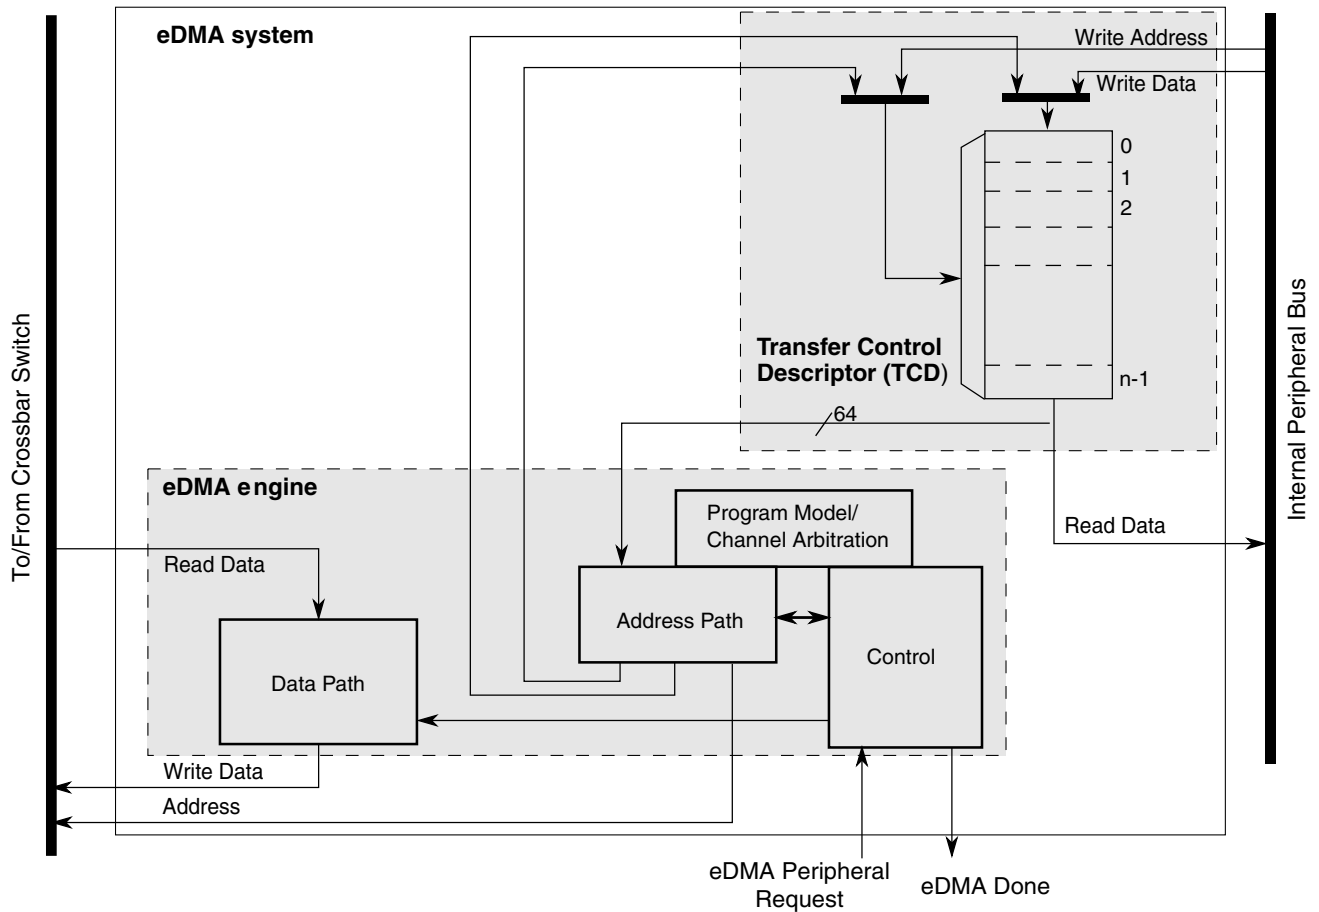 eDMA system
Write Address
Write Data
0
1
2
n-1
Transfer Control
Descriptor (TCD)
64
To/From Crossbar Switch
Internal Peripheral Bus
eDMA engine
Program Model/
Channel Arbitration
Read Data
Read Data
Address Path
Control
Data Path
Write Data
Address
eDMA Peripheral
Request
eDMA Done